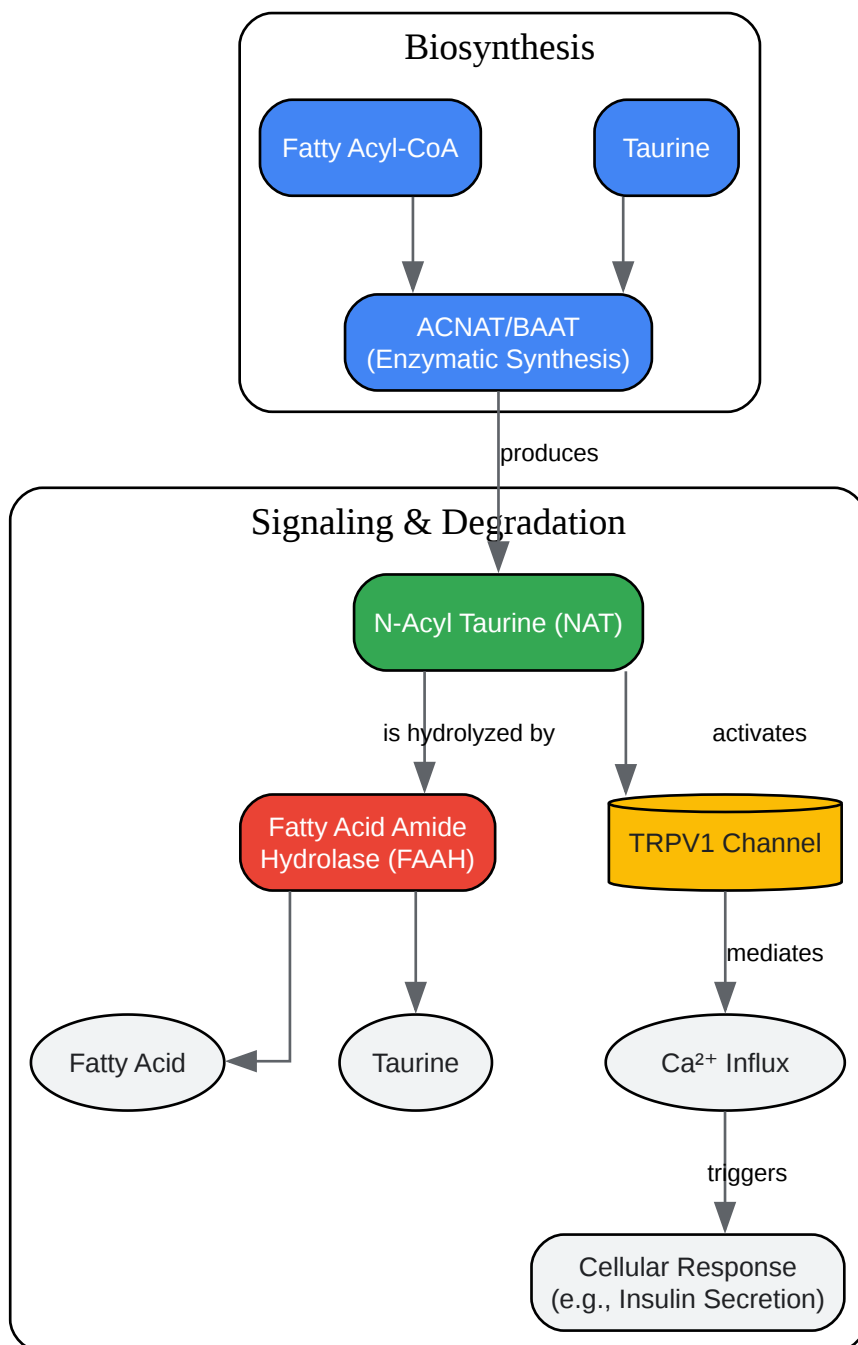 Biosynthesis
Fatty Acyl-CoA
Taurine
ACNAT/BAAT
(Enzymatic Synthesis)
produces
Signaling & Degradation
N-Acyl Taurine (NAT)
is hydrolyzed by
activates
Fatty Acid Amide
Hydrolase (FAAH)
TRPV1 Channel
mediates
Fatty Acid
Taurine
Ca²⁺ Influx
triggers
Cellular Response
(e.g., Insulin Secretion)